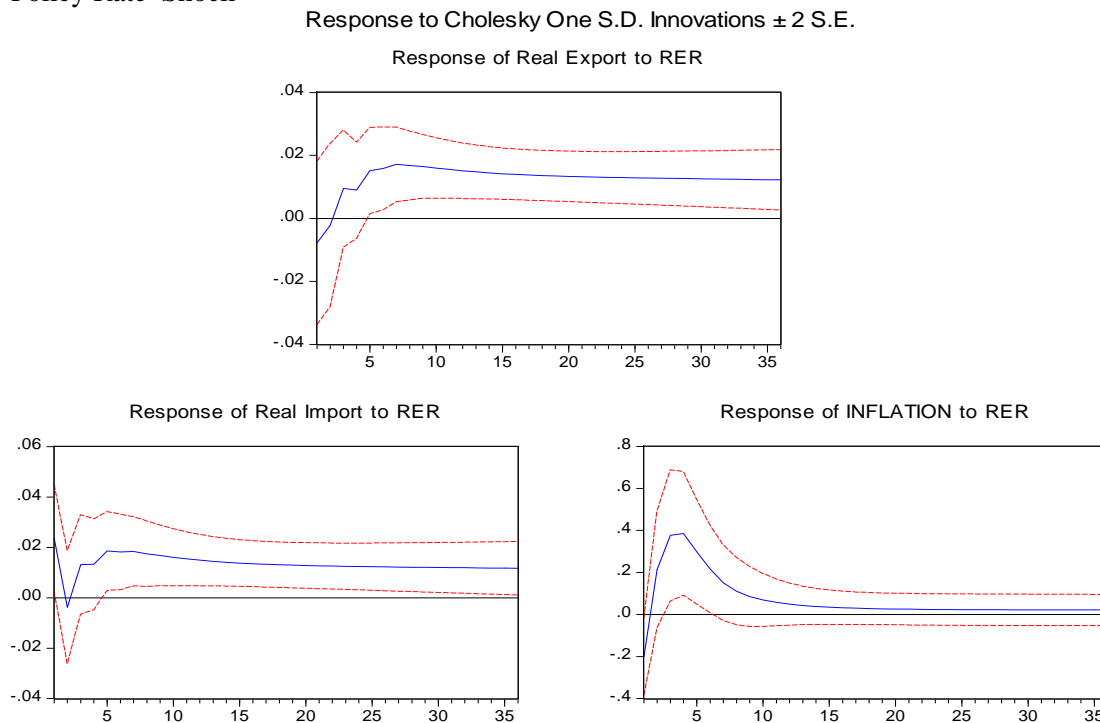 Policy Rate Shock
Response to Cholesky One S.D. Innovations ± 2 S.E.
Response of Real Export to RER
.04
.02
.00
-.02
-.04
5 10 15 20 25 30 35
Response of Real Import to RER
.06
.04
.02
.00
-.02
-.04
5 10 15 20 25 30 35
Response of INFLATION to RER
.8
.6
.4
.2
.0
-.2
-.4
5 10 15 20 25 30 35